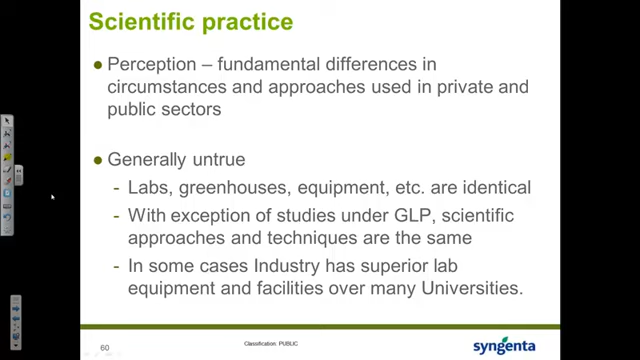 Scientific practice
● Perception – fundamental differences in
circumstances and approaches used in private and
public sectors
● Generally untrue
- Labs, greenhouses, equipment, etc. are identical
- With exception of studies under GLP, scientific
approaches and techniques are the same
- In some cases Industry has superior lab
equipment and facilities over many Universities.
60
Classification: PUBLIC
syngenta